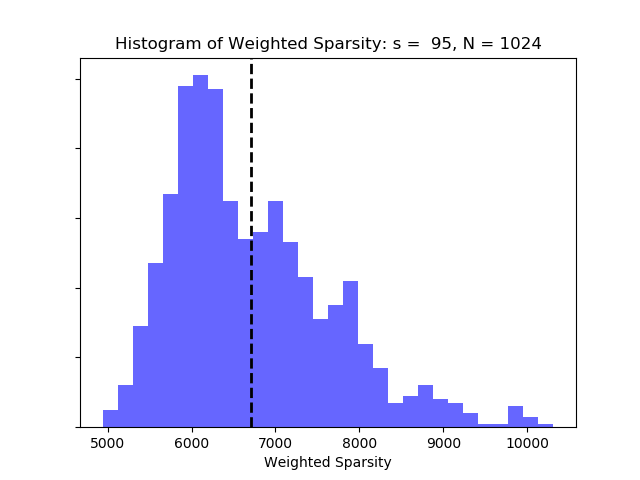 Histogram of Weighted Sparsity: s =  95, N = 1024
5000 6000 7000 8000 9000 10000
Weighted Sparsity